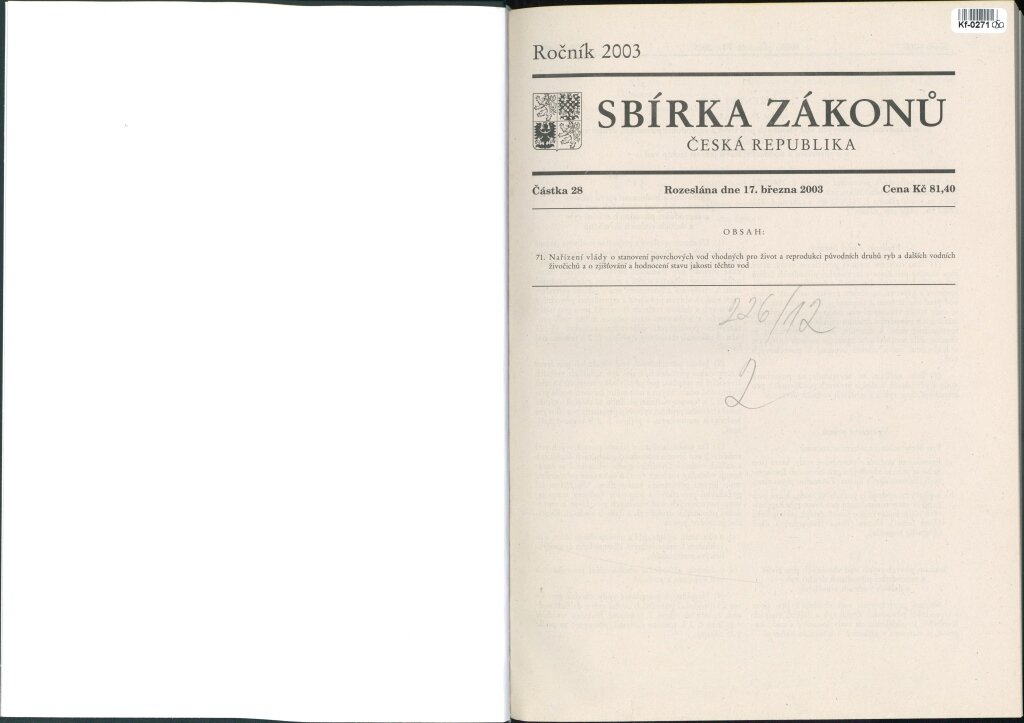 Kf-0271
Ročník 2003
SBÍRKA ZÁKONŮ
ČESKÁ REPUBLIKA
Částka 28 Rozeslána dne 17. března 2003 Cena Kč 81,40
OBSAH:
71. Nařízení vlády o stanovení povrchových vod vhodných pro život a reprodukci původních druhů ryb a dalších vodních
živočichů a o zjišťování a hodnocení stavu jakosti těchto vod
226/12
2